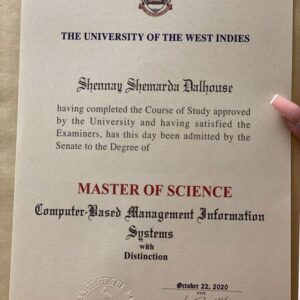 THE UNIVERSITY OF THE WEST INDIES
Shennay Shemarda Dalhouse
having completed the Course of Study approved
by the University and having satisfied the
Examiners, has this day been admitted by the
Senate to the Degree of
MASTER OF SCIENCE
Computer-Based Management Information
Systems
with
Distinction
October 22, 2020
DATE